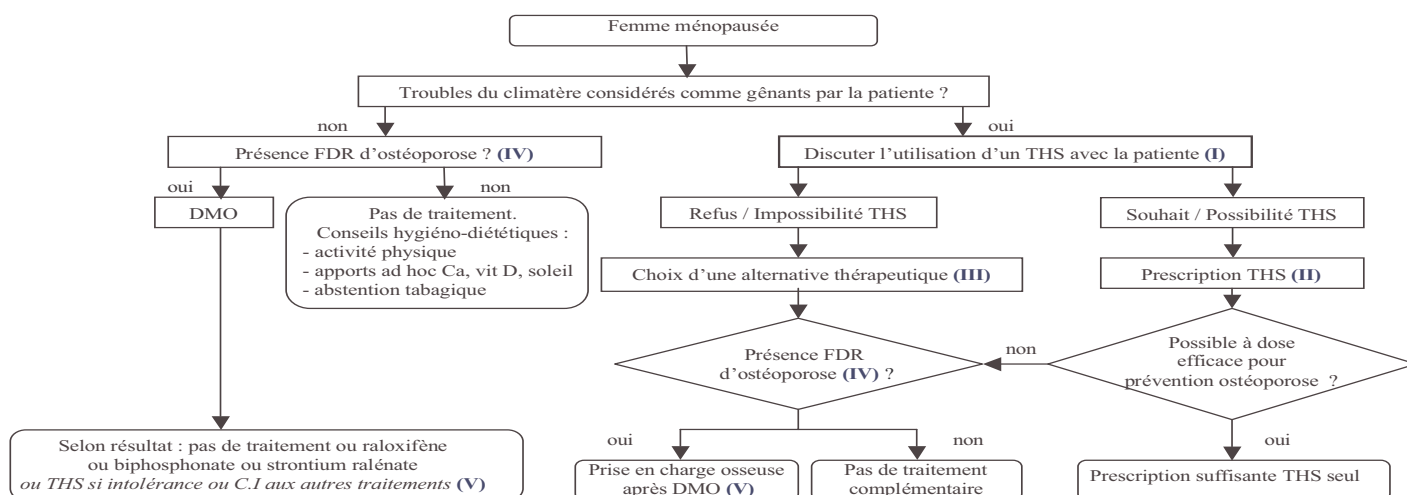 Femme ménopausée
Troubles du climatère considérés comme gênants par la patiente ?
non
oui
Présence FDR d'ostéoporose ? (IV)
Discuter l'utilisation d'un THS avec la patiente (I)
oui
non
DMO
Pas de traitement.
Conseils hygiéno-diététiques :
- activité physique
- apports ad hoc Ca, vit D, soleil
- abstention tabagique
Refus / Impossibilité THS
Souhait / Possibilité THS
Choix d'une alternative thérapeutique (III)
Prescription THS (II)
Présence FDR
d'ostéoporose (IV) ?
non
Possible à dose
efficace pour
prévention ostéoporose ?
Selon résultat : pas de traitement ou raloxifène
ou biphosphonate ou strontium ralénate
ou THS si intolérance ou C.I aux autres traitements (V)
oui
non
oui
Prise en charge osseuse
après DMO (V)
Pas de traitement
complémentaire
Prescription suffisante THS seul